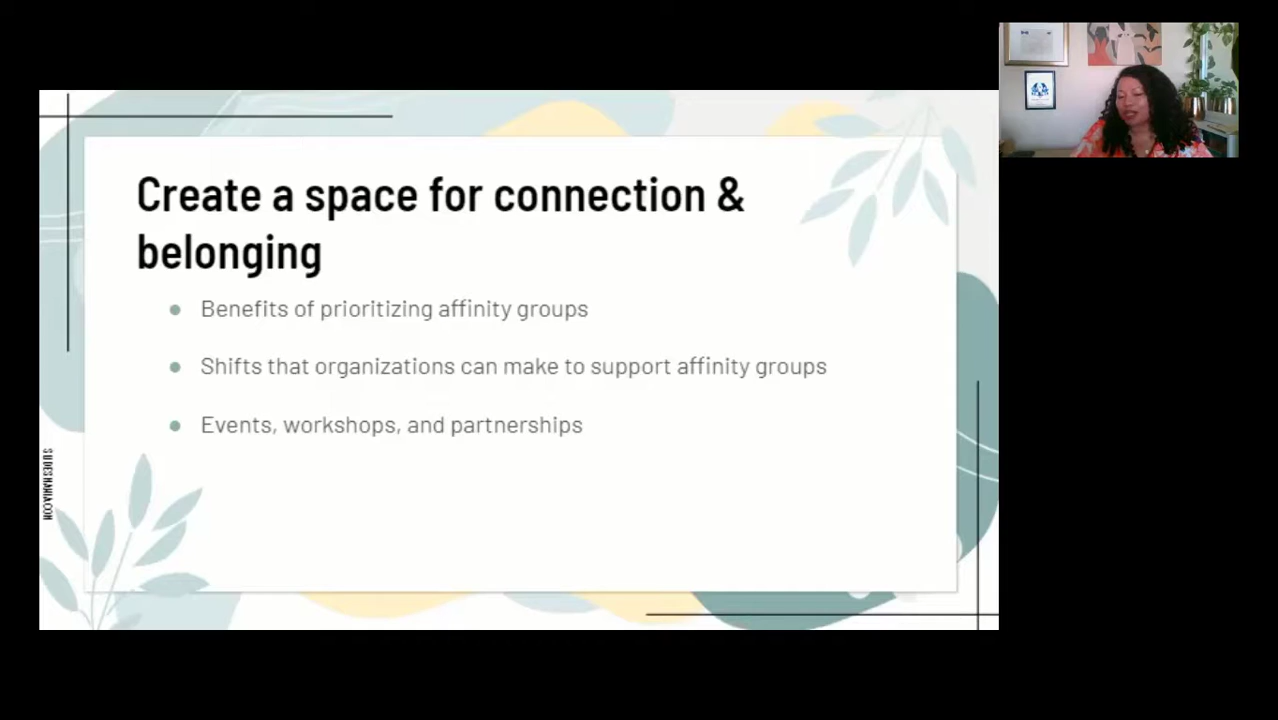 Create a space for connection &
belonging
Benefits of prioritizing affinity groups
Shifts that organizations can make to support affinity groups
Events, workshops, and partnerships